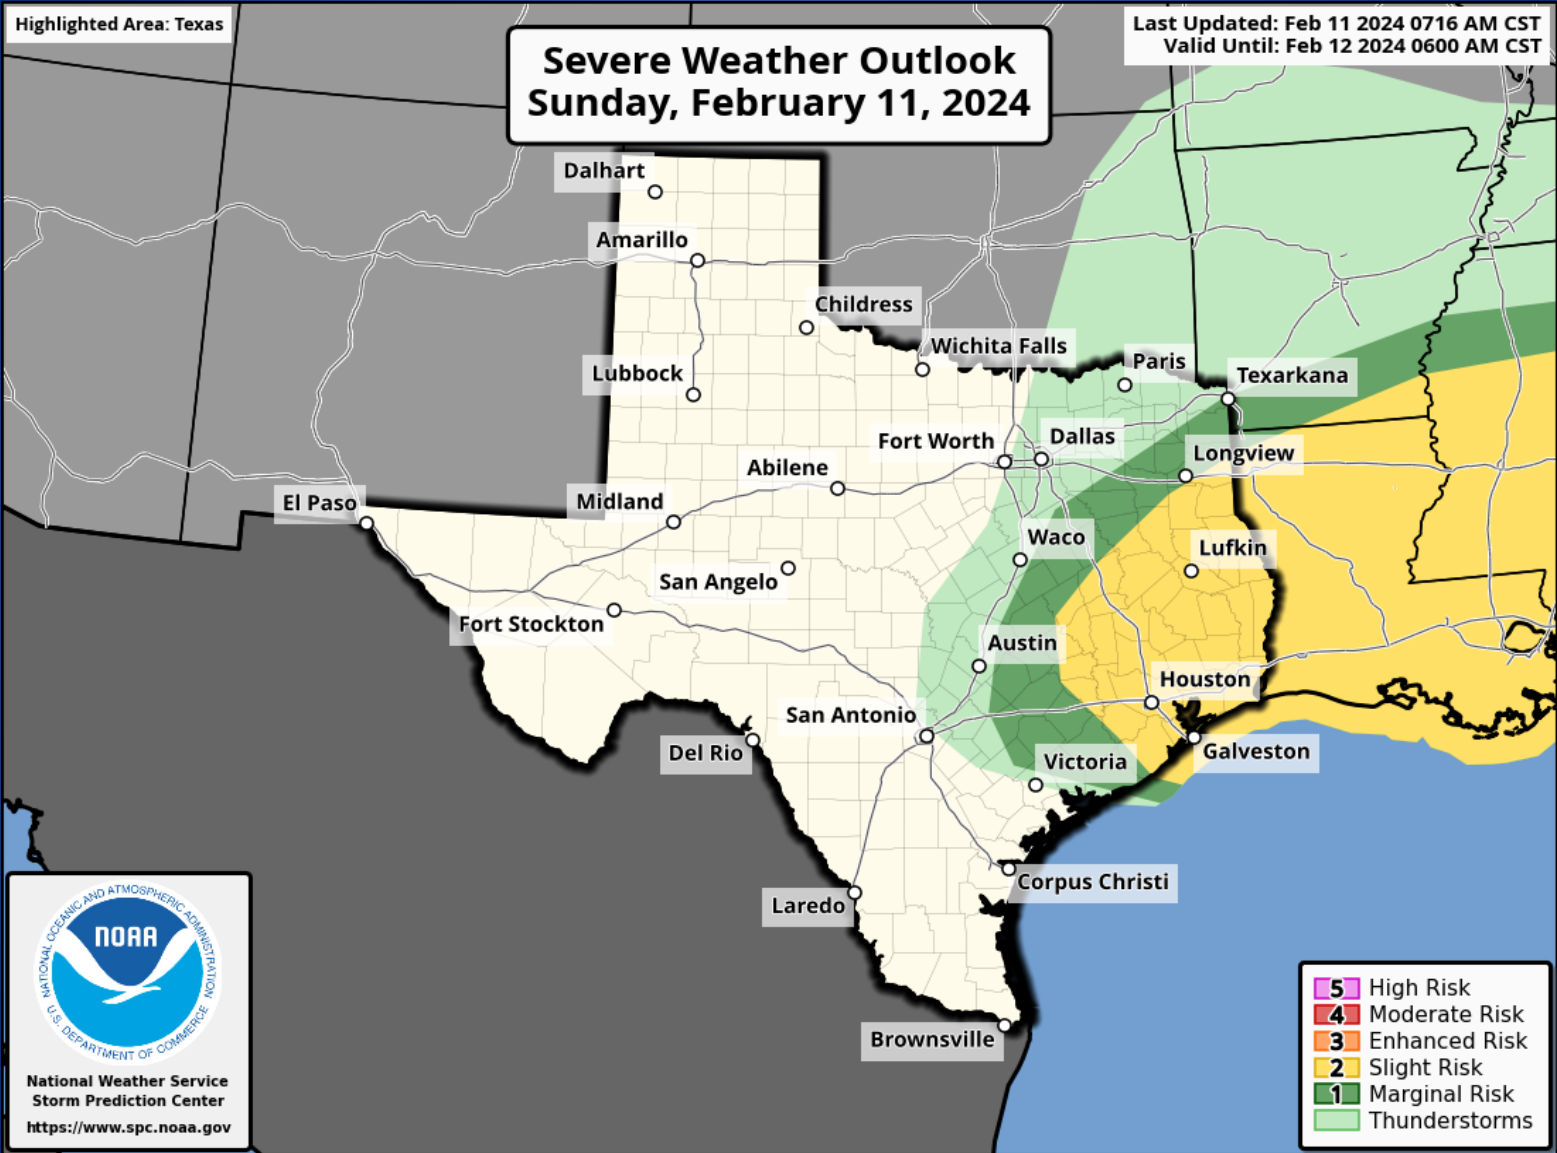 Highlighted Area: Texas
Severe Weather Outlook
Sunday, February 11, 2024
Last Updated: Feb 11 2024 0716 AM CST
Valid Until: Feb 12 2024 0600 AM CST
Dalhart
Amarillo
Childress
Wichita Falls
Paris
Lubbock
Texarkana
Fort Worth
Dallas
Longview
Abilene
Midland
El Paso
Waco
Lufkin
San Angelo
Fort Stockton
Austin
Houston
San Antonio
Del Rio
Victoria
Galveston
Laredo
Corpus Christi
Brownsville
NATIONAL OCEANIC AND ATMOSPHERIC ADMINISTRATION
NOAA
U.S. DEPARTMENT OF COMMERCE
National Weather Service
Storm Prediction Center
https://www.spc.noaa.gov
5 High Risk
4 Moderate Risk
3 Enhanced Risk
2 Slight Risk
1 Marginal Risk
Thunderstorms